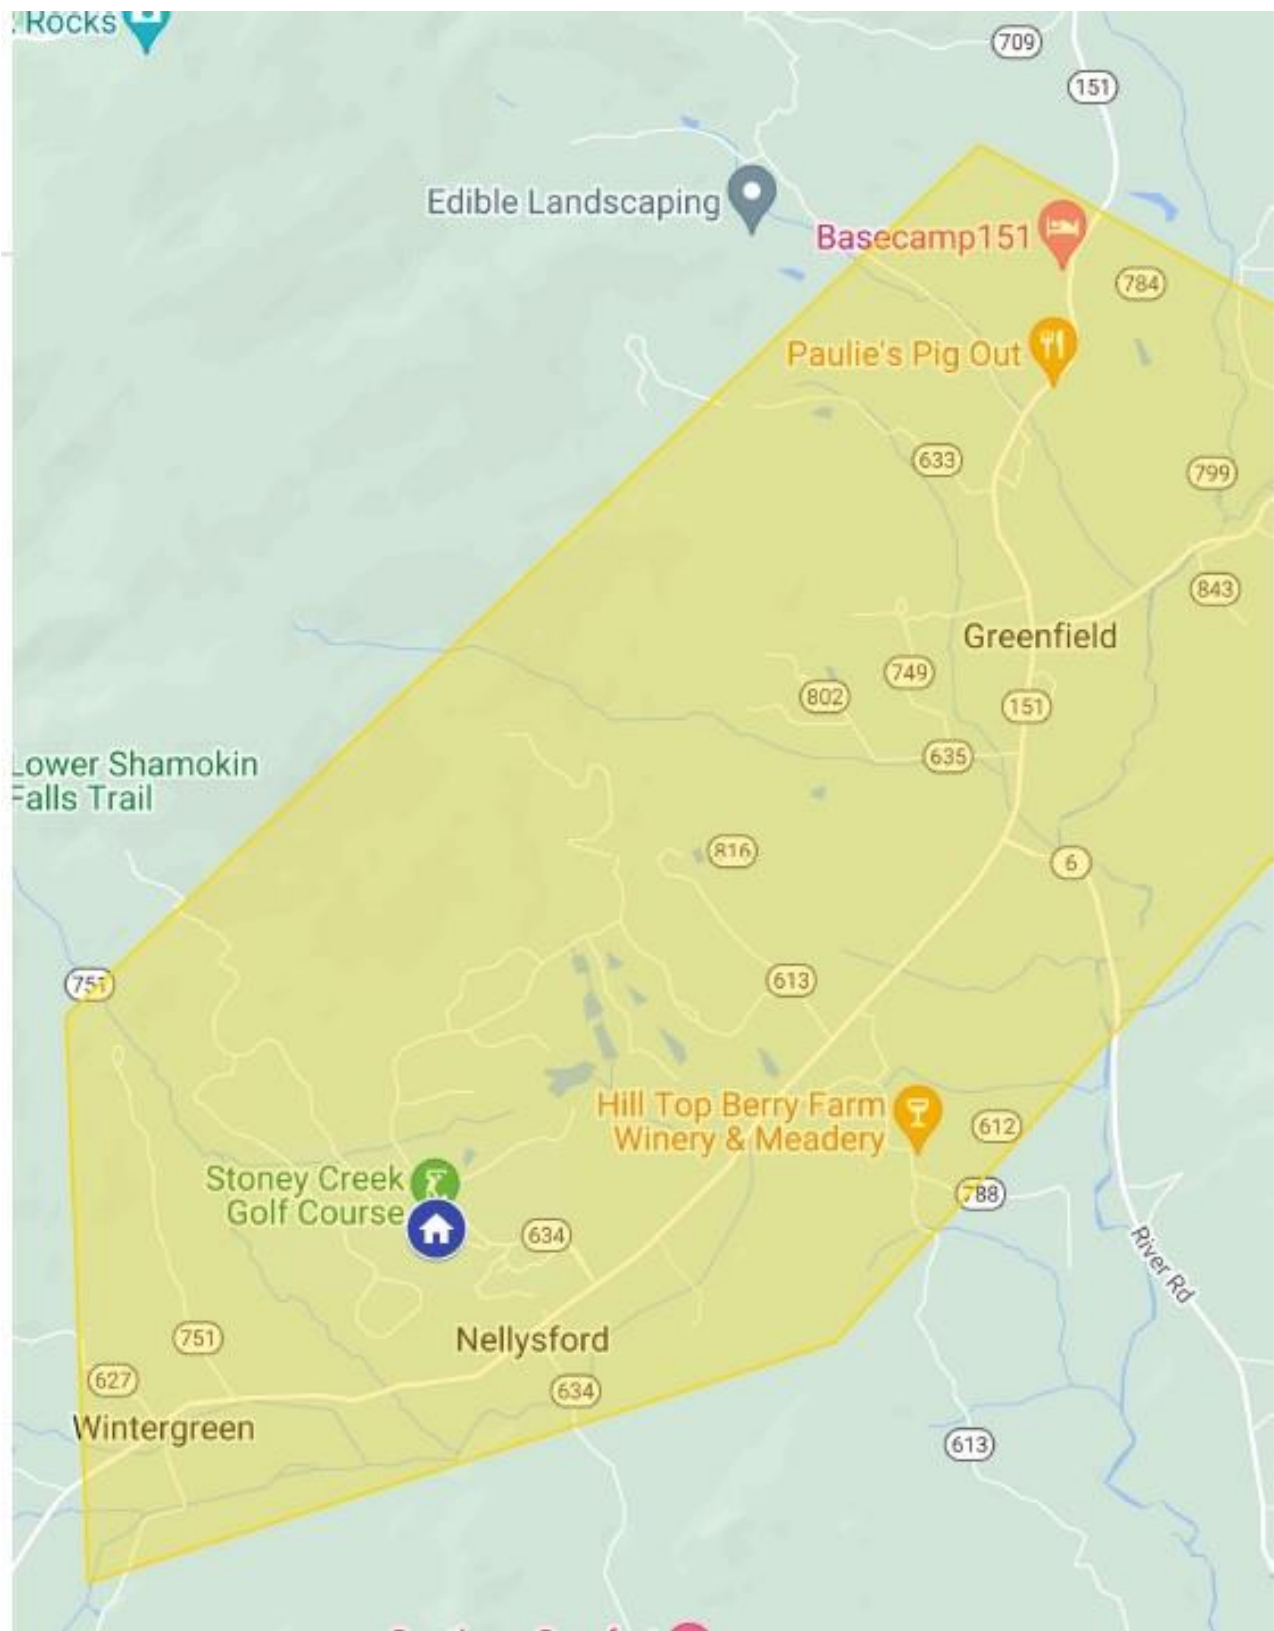 Rocks
709
151
Edible Landscaping
Basecamp151
784
Paulie's Pig Out
633
799
843
Greenfield
749
802
151
635
Lower Shamokin
Falls Trail
816
6
751
613
Hill Top Berry Farm
Winery & Meadery
612
Stoney Creek
Golf Course
788
634
River Rd
751
Nellysford
627
634
Wintergreen
613